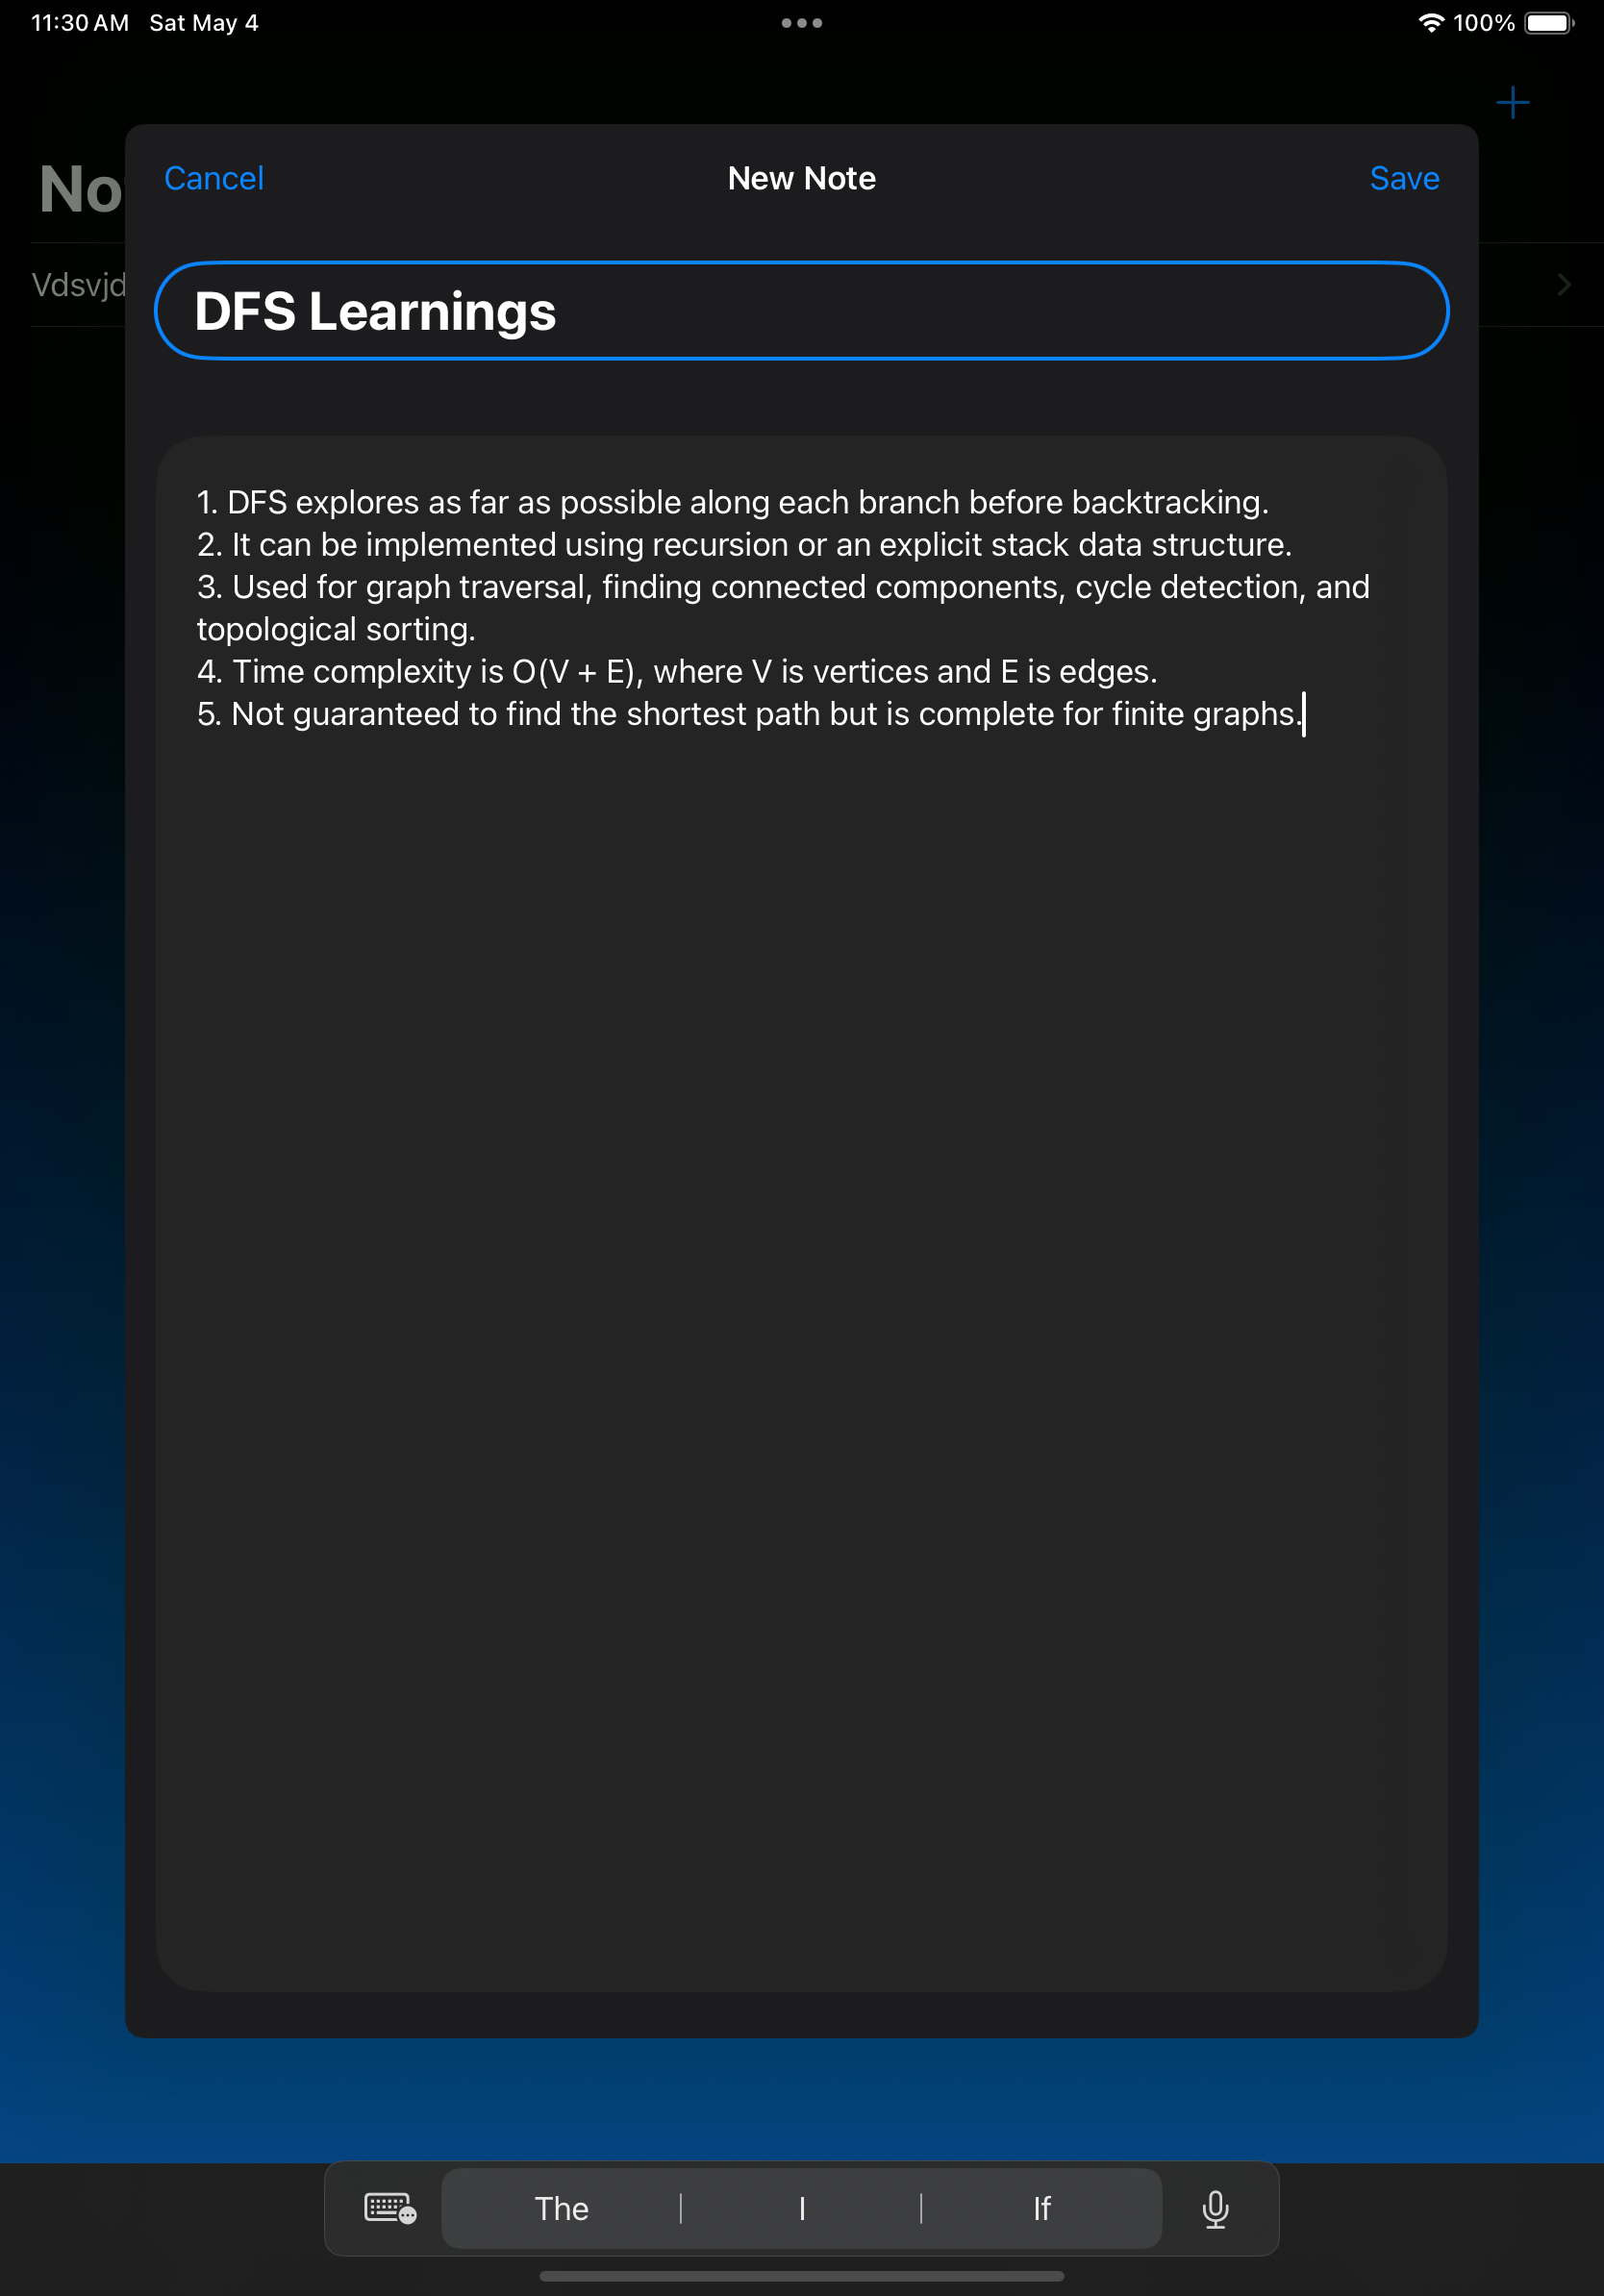 11:30 AM Sat May 4
100%
No
Vdsvjd
Cancel
New Note
Save
DFS Learnings
1. DFS explores as far as possible along each branch before backtracking.
2. It can be implemented using recursion or an explicit stack data structure.
3. Used for graph traversal, finding connected components, cycle detection, and
topological sorting.
4. Time complexity is O(V + E), where V is vertices and E is edges.
5. Not guaranteed to find the shortest path but is complete for finite graphs.
The
I
If